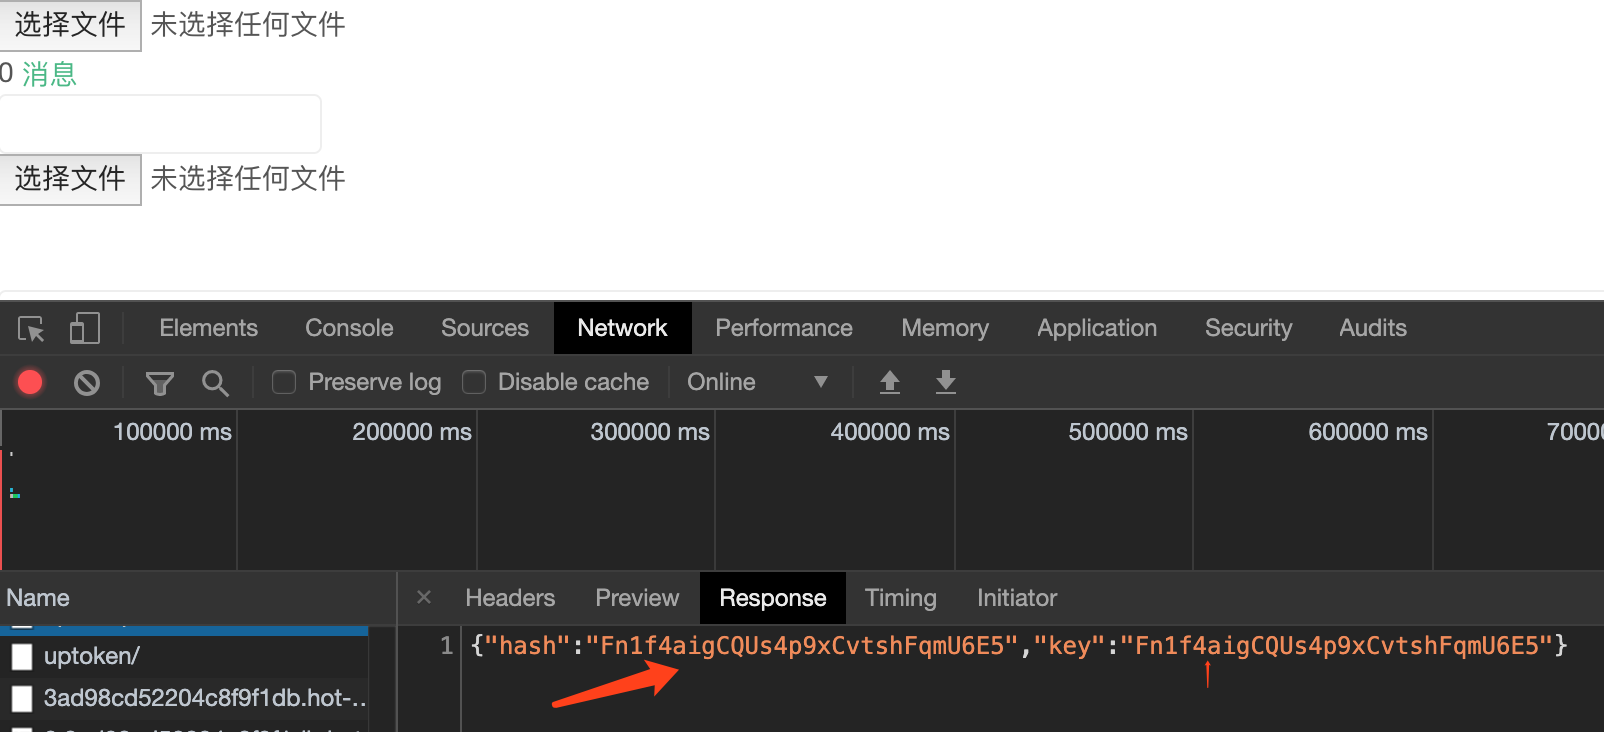 选择文件 未选择任何文件
0 消息
选择文件 未选择任何文件
Elements Console Sources Network Performance Memory Application Security Audits
Preserve log Disable cache Online
100000 ms 200000 ms 300000 ms 400000 ms 500000 ms 600000 ms 7000
Name
Headers Preview Response Timing Initiator
1 {"hash":"Fn1f4aigCQUs4p9xCvtshFqmU6E5","key":"Fn1f4aigCQUs4p9xCvtshFqmU6E5"}
uptoken/
3ad98cd52204c8f9f1db.hot-...